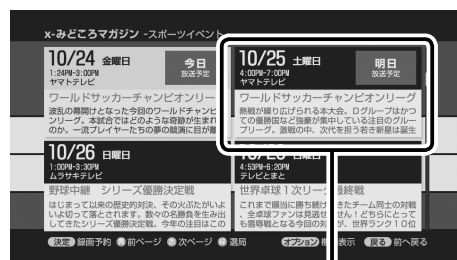 x-みどころマガジン -スポーツイベント
10/24 金曜日
今日
1:24PM-3:00PM
放送予定
ヤマトテレビ
ワールドサッカーチャンピオンリー
波乱の幕開けとなった今回のワールドチャンピ
ンリーグ。本試合ではどのような奇跡が生まれ
のか。一流プレイヤーたちの夢の競演に目が離
10/25 土曜日
明日
4:00PM-7:00PM
放送予定
ヤマトテレビ
ワールドサッカーチャンピオンリーグ
熱戦が繰り広げられる本大会。Dグループはかつ
ての優勝国など強豪が集中している注目のグルー
プリーグ。激戦の中、次代を担う若き新星は誕生
10/26 日曜日
1:00PM-3:30PM
ムラサキテレビ
野球中継 シリーズ優勝決定戦
はじまって以来の歴史的対決、その火ぶたがいよ
いよ切って落とされます。数々の名勝負を生み出
してきたシリーズ優勝決定戦。今年の注目はこの
日曜日
4:53PM-6:20PM
テレビとまと
世界卓球1次リーグ最終戦
これまで順当に勝ち続けてきたチーム同士の対戦
、全卓球ファンは見逃せません！どちらにとって
も雪辱戦となる今回の対戦が、世界ランク10位
決定 録画予約 前ページ 次ページ 選局 オプション 表示 戻る 前へ戻る